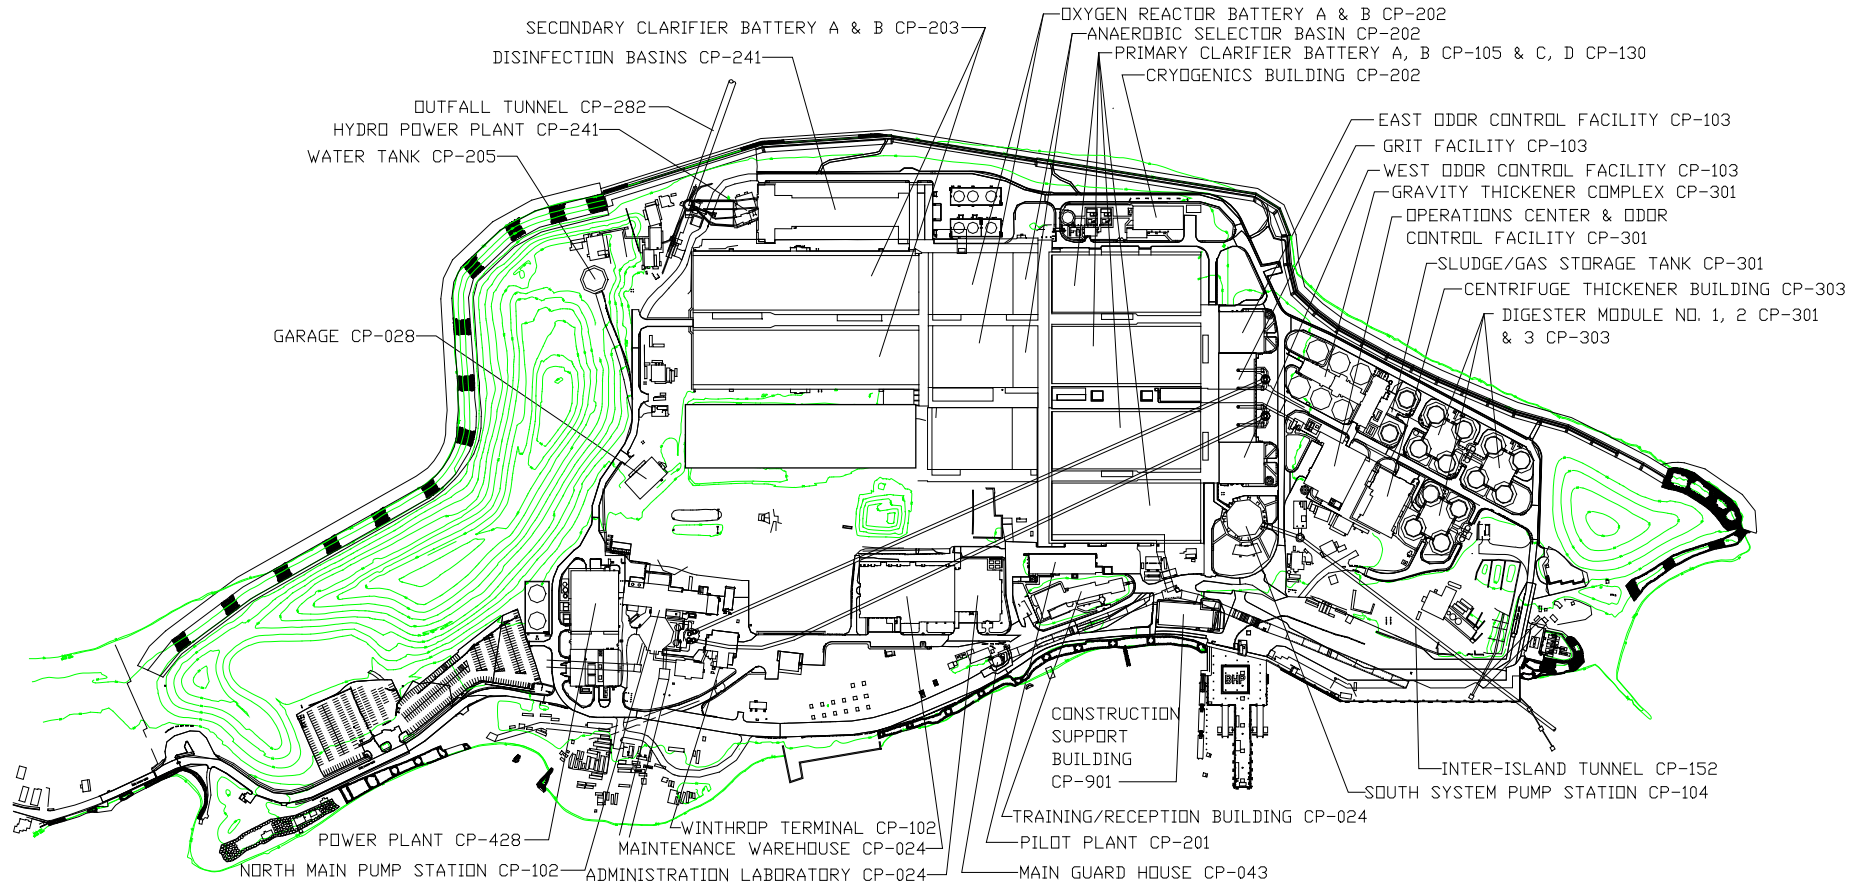 SECONDARY CLARIFIER BATTERY A & B CP-203
DISINFECTION BASINS CP-241
OUTFALL TUNNEL CP-282
HYDRO POWER PLANT CP-241
WATER TANK CP-205
OXYGEN REACTOR BATTERY A & B CP-202
ANAEROBIC SELECTOR BASIN CP-202
PRIMARY CLARIFIER BATTERY A, B CP-105 & C, D CP-130
CRYOGENICS BUILDING CP-202
EAST ODOR CONTROL FACILITY CP-103
GRIT FACILITY CP-103
WEST ODOR CONTROL FACILITY CP-103
GRAVITY THICKENER COMPLEX CP-301
OPERATIONS CENTER & ODOR
CONTROL FACILITY CP-301
SLUDGE/GAS STORAGE TANK CP-301
CENTRIFUGE THICKENER BUILDING CP-303
DIGESTER MODULE NO. 1, 2 CP-301
& 3 CP-303
GARAGE CP-028
BHP
CONSTRUCTION
SUPPORT
BUILDING
CP-901
INTER-ISLAND TUNNEL CP-152
SOUTH SYSTEM PUMP STATION CP-104
TRAINING/RECEPTION BUILDING CP-024
PILOT PLANT CP-201
MAIN GUARD HOUSE CP-043
WINTHROP TERMINAL CP-102
MAINTENANCE WAREHOUSE CP-024
ADMINISTRATION LABORATORY CP-024
POWER PLANT CP-428
NORTH MAIN PUMP STATION CP-102